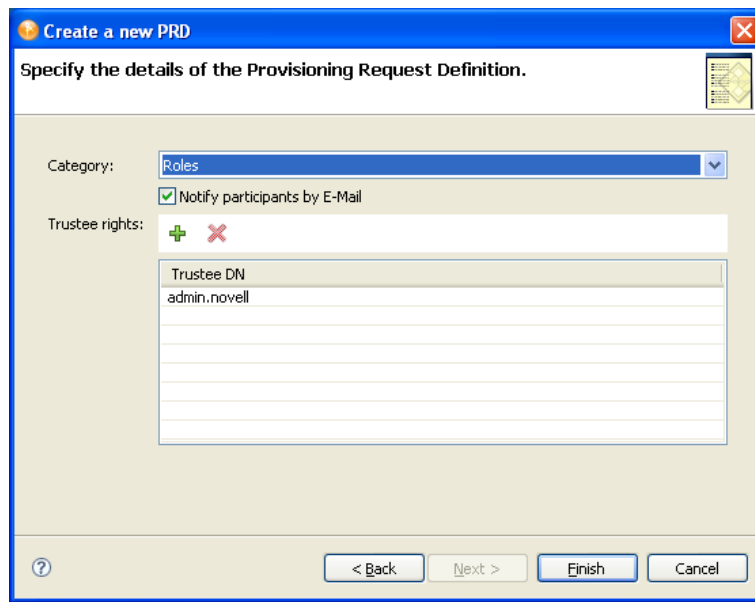 Create a new PRD
Specify the details of the Provisioning Request Definition.
Category: Roles
Notify participants by E-Mail
Trustee rights:
Trustee DN
admin.novell
< Back Next > Finish Cancel